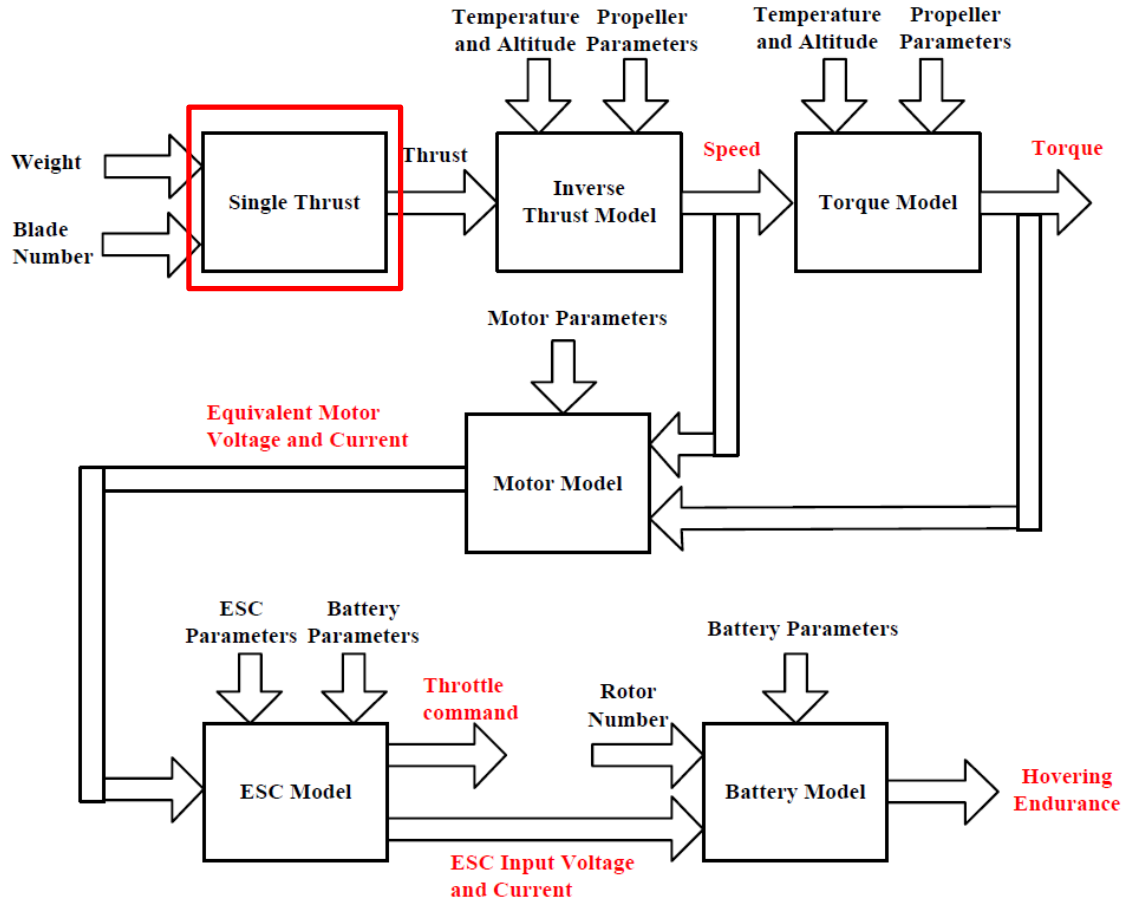 Temperature
and Altitude
Propeller
Parameters
Temperature
and Altitude
Propeller
Parameters
Weight
Blade
Number
Single Thrust
Thrust
Inverse
Thrust Model
Speed
Torque Model
Torque
Motor Parameters
Equivalent Motor
Voltage and Current
Motor Model
ESC
Parameters
Battery
Parameters
Throttle
command
Rotor
Number
Battery Parameters
ESC Model
Battery Model
Hovering
Endurance
ESC Input Voltage
and Current